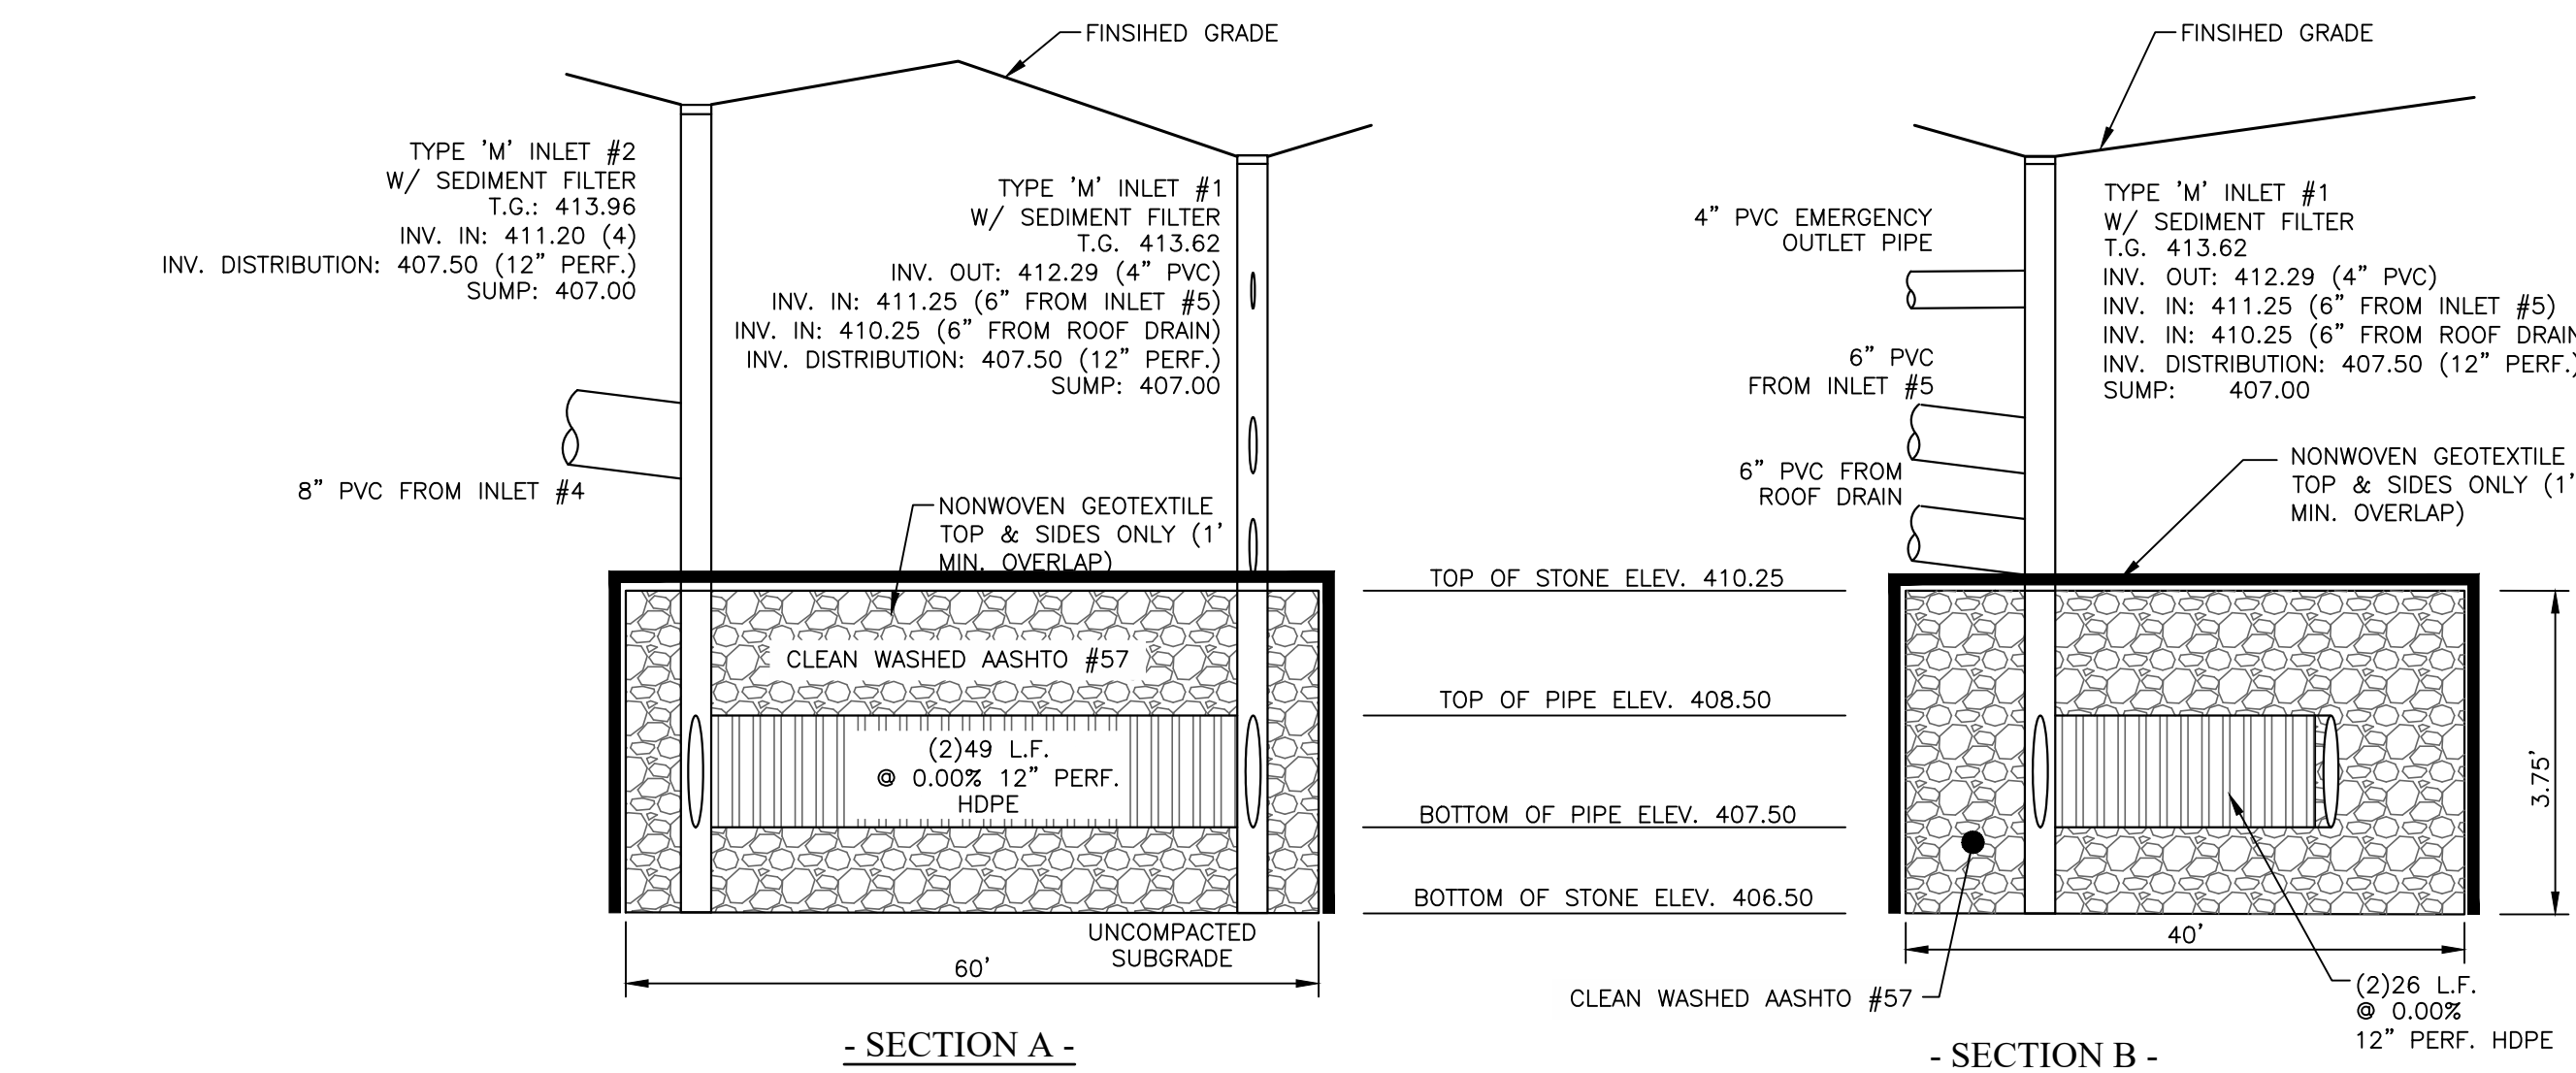 FINSIHED GRADE
TYPE 'M' INLET #2
W/ SEDIMENT FILTER
T.G.: 413.96
INV. IN: 411.20 (4)
INV. DISTRIBUTION: 407.50 (12" PERF.)
SUMP: 407.00
TYPE 'M' INLET #1
W/ SEDIMENT FILTER
T.G. 413.62
INV. OUT: 412.29 (4" PVC)
INV. IN: 411.25 (6" FROM INLET #5)
INV. IN: 410.25 (6" FROM ROOF DRAIN)
INV. DISTRIBUTION: 407.50 (12" PERF.)
SUMP: 407.00
8" PVC FROM INLET #4
NONWOVEN GEOTEXTILE
TOP & SIDES ONLY (1'
MIN. OVERLAP)
CLEAN WASHED AASHTO #57
(2)49 L.F.
@ 0.00% 12" PERF.
HDPE
UNCOMPACTED
SUBGRADE
60'
- SECTION A -
TOP OF STONE ELEV. 410.25
TOP OF PIPE ELEV. 408.50
BOTTOM OF PIPE ELEV. 407.50
BOTTOM OF STONE ELEV. 406.50
FINSIHED GRADE
4" PVC EMERGENCY
OUTLET PIPE
6" PVC
FROM INLET #5
6" PVC FROM
ROOF DRAIN
TYPE 'M' INLET #1
W/ SEDIMENT FILTER
T.G. 413.62
INV. OUT: 412.29 (4" PVC)
INV. IN: 411.25 (6" FROM INLET #5)
INV. IN: 410.25 (6" FROM ROOF DRAIN
INV. DISTRIBUTION: 407.50 (12" PERF.)
SUMP: 407.00
NONWOVEN GEOTEXTILE
TOP & SIDES ONLY (1'
MIN. OVERLAP)
3.75'
40'
CLEAN WASHED AASHTO #57
(2)26 L.F.
@ 0.00%
12" PERF. HDPE
- SECTION B -